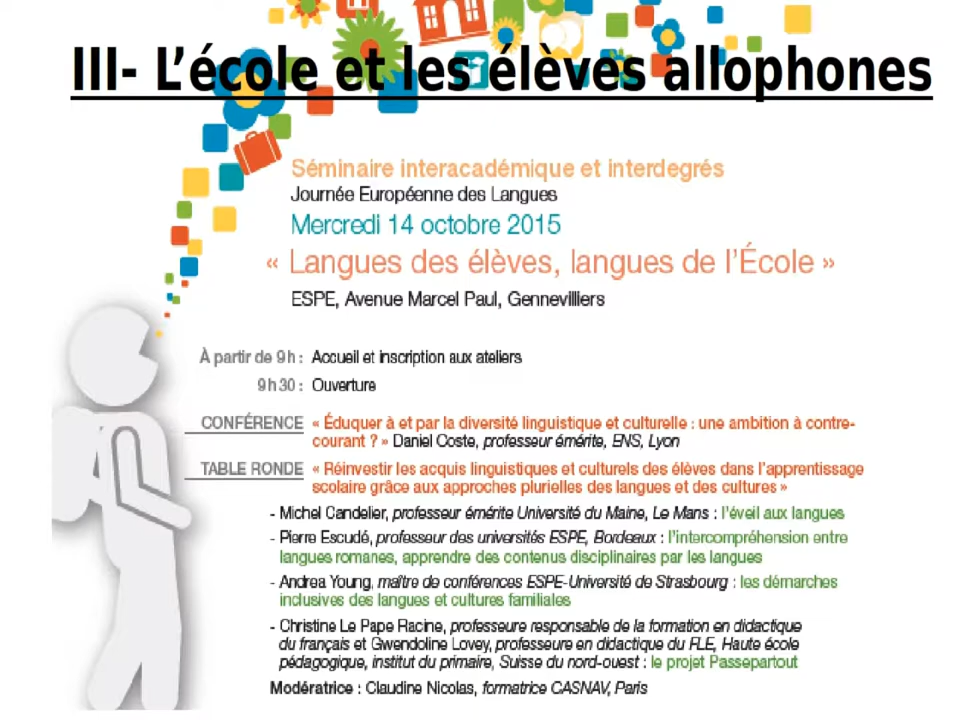 III- L’école et les élèves allophones
Séminaire interacadémique et interdegrés
Journée Européenne des Langues
Mercredi 14 octobre 2015
« Langues des élèves, langues de l’École »
ESPE, Avenue Marcel Paul, Gennevilliers
À partir de 9h : Accueil et inscription aux ateliers
9h30 : Ouverture
CONFÉRENCE « Éduquer à et par la diversité linguistique et culturelle : une ambition à contre-
courant ? » Daniel Coste, professeur émérite, ENS, Lyon
TABLE RONDE « Réinvestir les acquis linguistiques et culturels des élèves dans l’apprentissage
scolaire grâce aux approches plurielles des langues et des cultures »
- Michel Candelier, professeur émérite Université du Maine, Le Mans : l’éveil aux langues
- Pierre Escudé, professeur des universités ESPE, Bordeaux : l’intercompréhension entre
langues romanes, apprendre des contenus disciplinaires par les langues
- Andrea Young, maître de conférences ESPE-Université de Strasbourg : les démarches
inclusives des langues et cultures familiales
- Christine Le Pape Racine, professeure responsable de la formation en didactique
du français et Gwendoline Lovey, professeure en didactique du FLE, Haute école
pédagogique, institut du primaire, Suisse du nord-ouest : le projet Passepartout
Modératrice : Claudine Nicolas, formatrice CASNAV, Paris